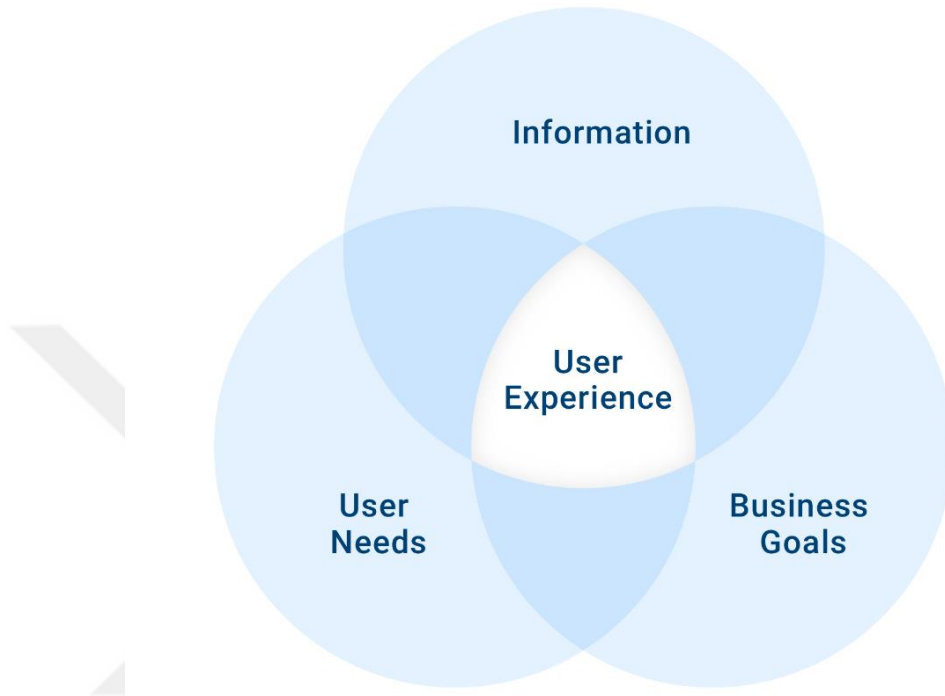 Information
User
Experience
User
Needs
Business
Goals